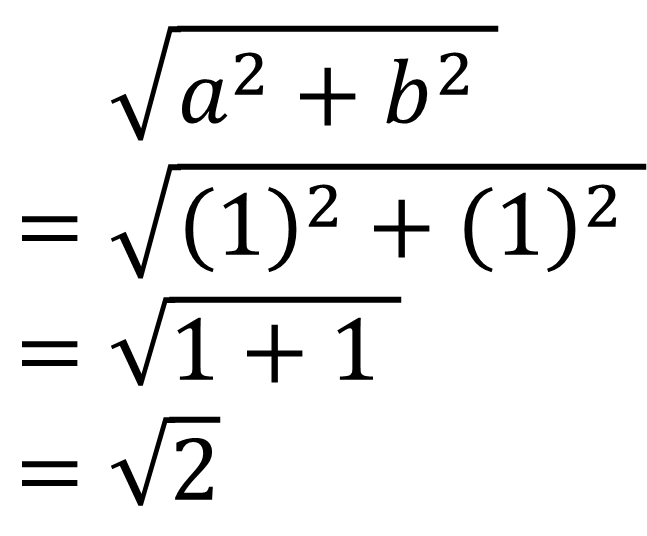 √(a² + b²)
= √((1)² + (1)²)
= √(1 + 1)
= √2